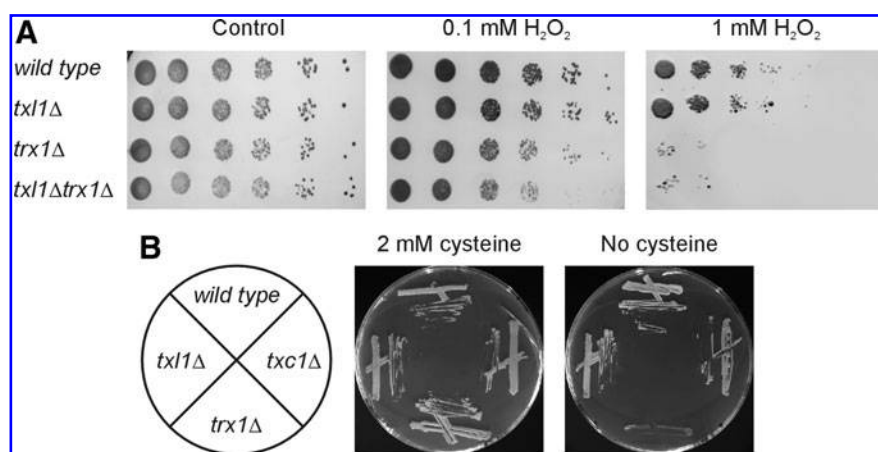 A
Control
0.1 mM H₂O₂
1 mM H₂O₂
wild type
txl1Δ
trx1Δ
txl1Δtrx1Δ
B
2 mM cysteine
No cysteine
wild type
txl1Δ
txc1Δ
trx1Δ